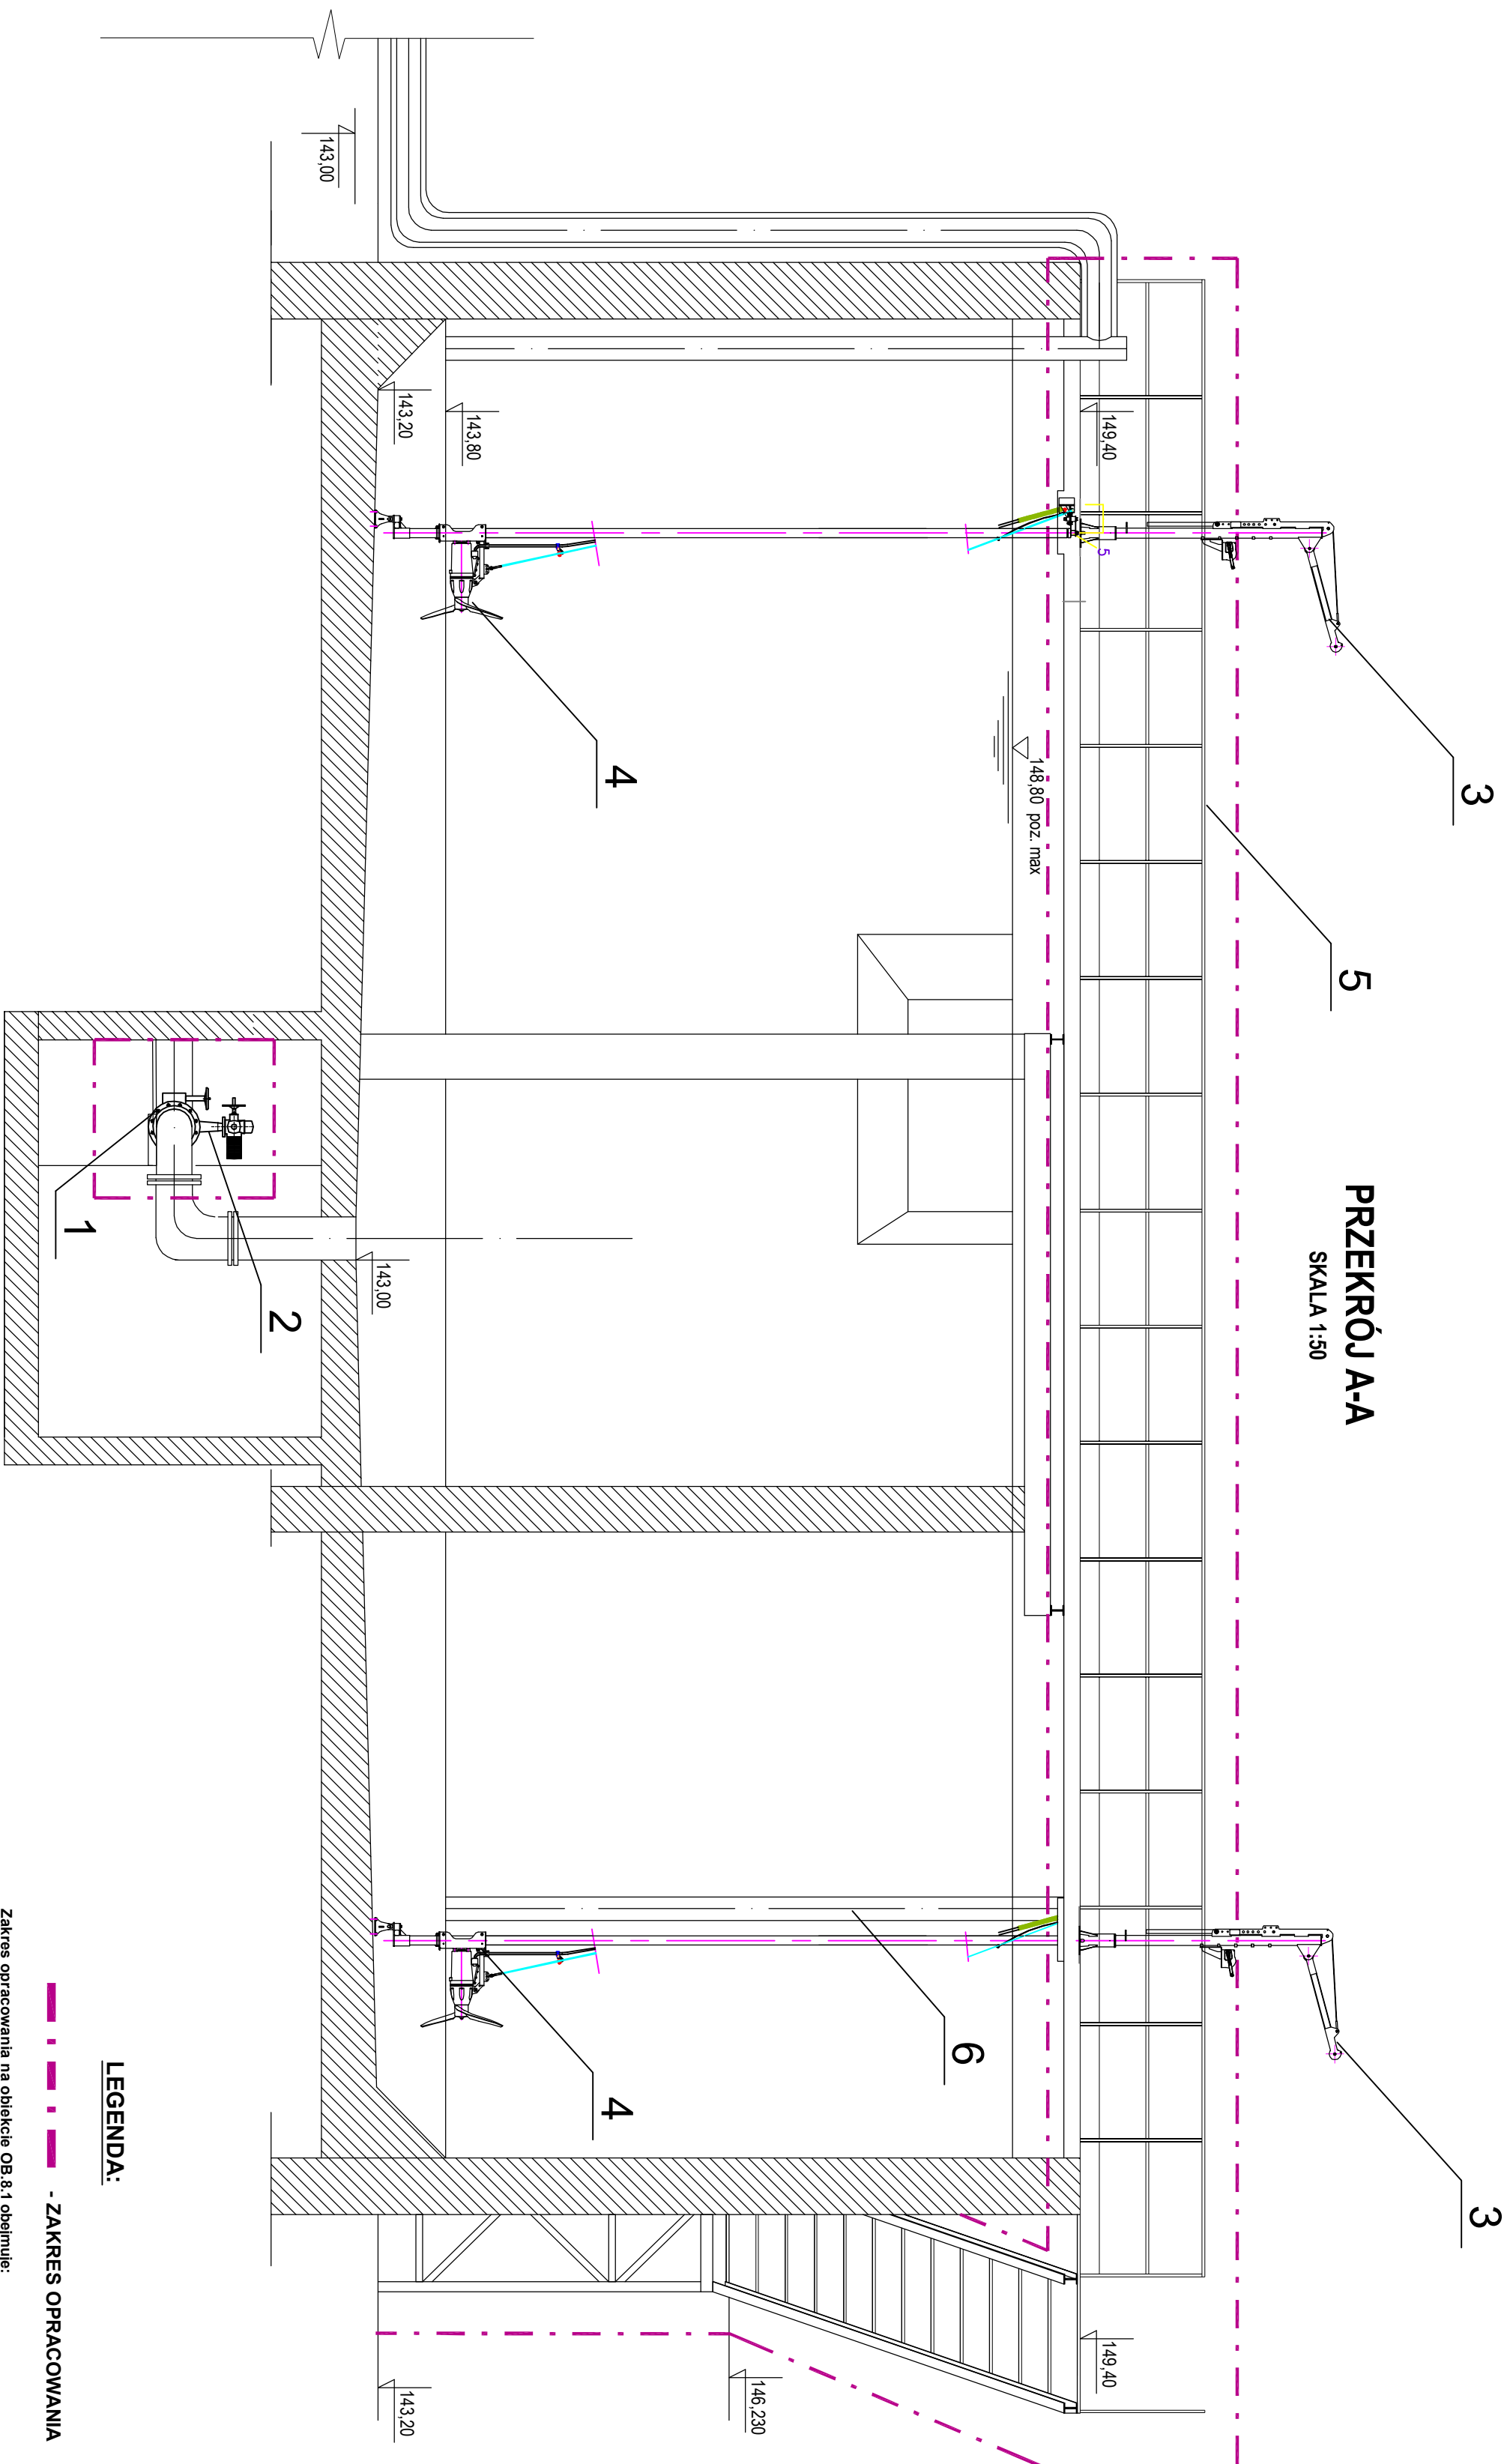 3
3
5
PRZEKRÓJ A-A
SKALA 1:50
149,40
5
149,40
148,80 poz. max
6
4
4
146,230
143,80
143,20
143,20
143,00
143,00
2
1
LEGENDA:
- ZAKRES OPRACOWANIA
Zakres opracowania na obiekcie OB.8.1 obejmuje: